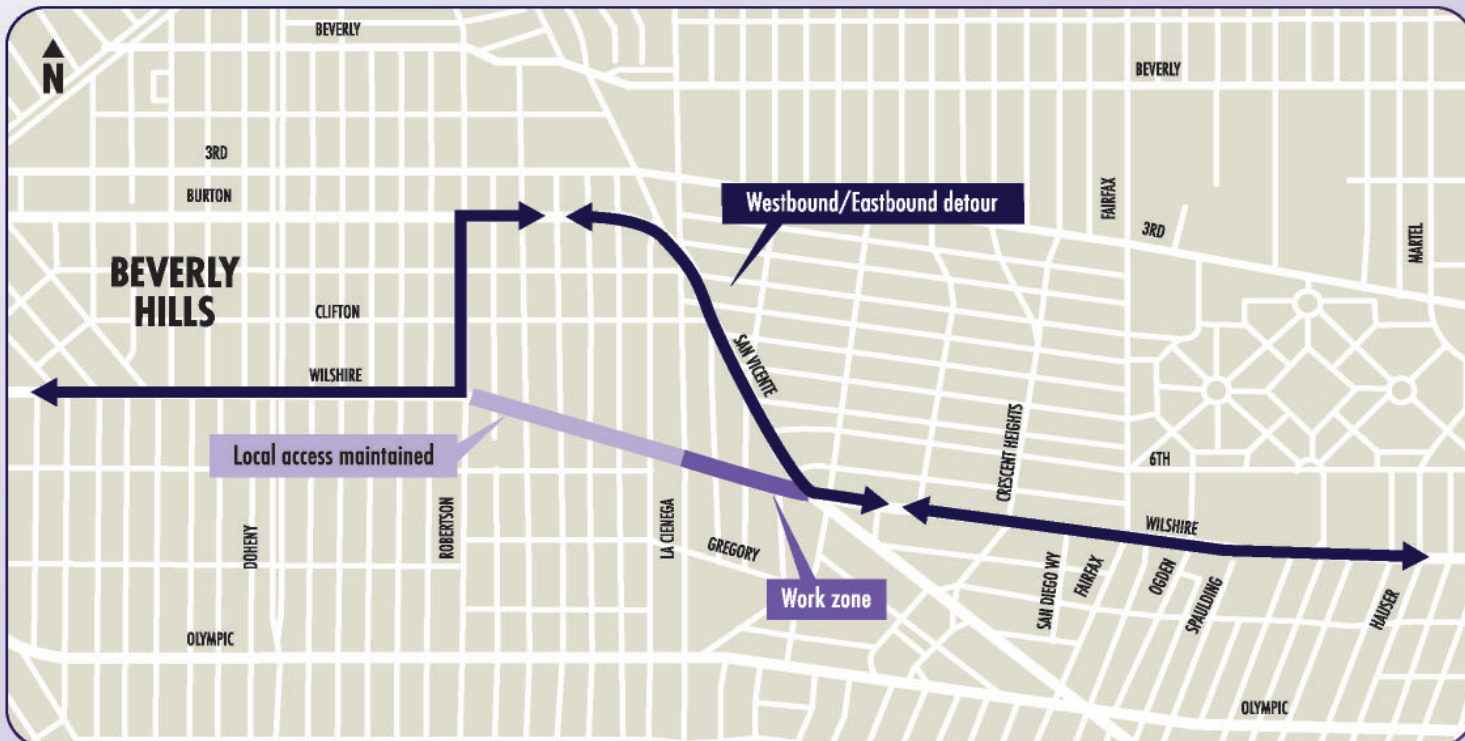 BEVERLY
N
BEVERLY
3RD
BURTON
Westbound/Eastbound detour
FAIRFAX
3RD
MARTEL
BEVERLY
HILLS
CLIFTON
SAN VICENTE
WILSHIRE
Local access maintained
CRESCENT HEIGHTS
6TH
DOHENY
ROBERTSON
LA CIENEGA
GREGORY
WILSHIRE
Work zone
SAN DIEGO WY
FAIRFAX
OGDEN
SPAULDING
HAUSER
OLYMPIC
OLYMPIC